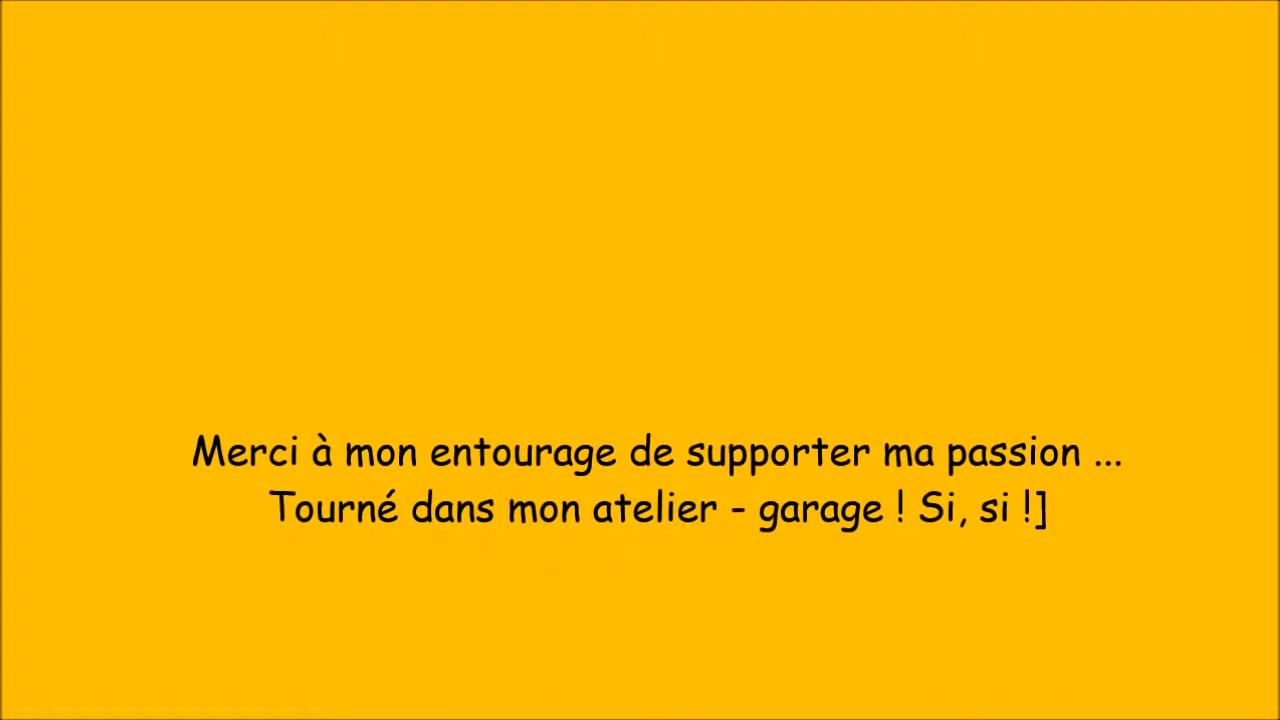 Merci à mon entourage de supporter ma passion ...
Tourné dans mon atelier - garage ! Si, si !]